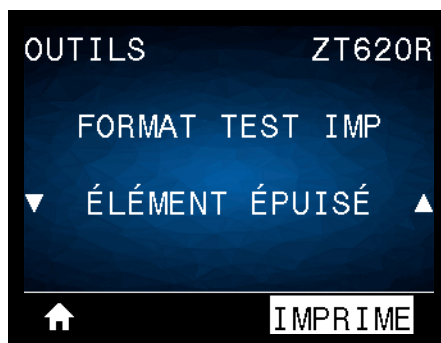 OUTILS ZT620R
FORMAT TEST IMP
▼ ÉLÉMENT ÉPUISÉ ▲
IMPRIME